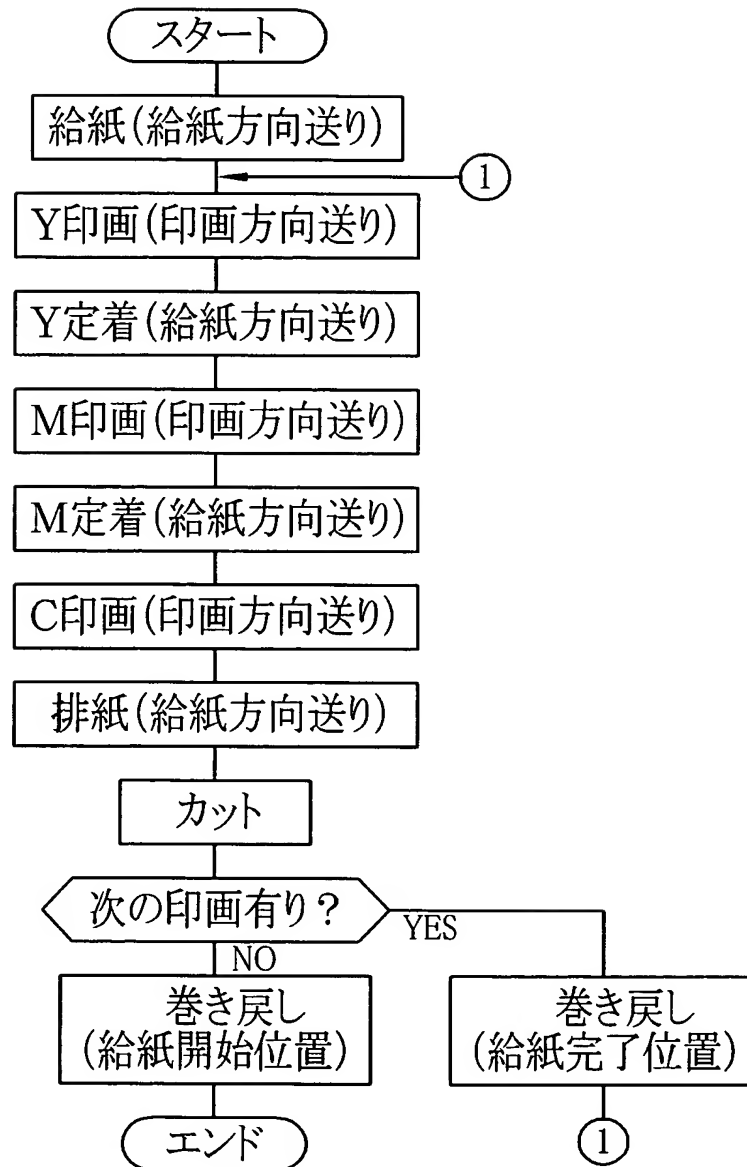 スタート
給紙(給紙方向送り)
1
Y印画(印画方向送り)
Y定着(給紙方向送り)
M印画(印画方向送り)
M定着(給紙方向送り)
C印画(印画方向送り)
排紙(給紙方向送り)
カット
次の印画有り?
YES
NO
巻き戻し
(給紙開始位置)
巻き戻し
(給紙完了位置)
エンド
1